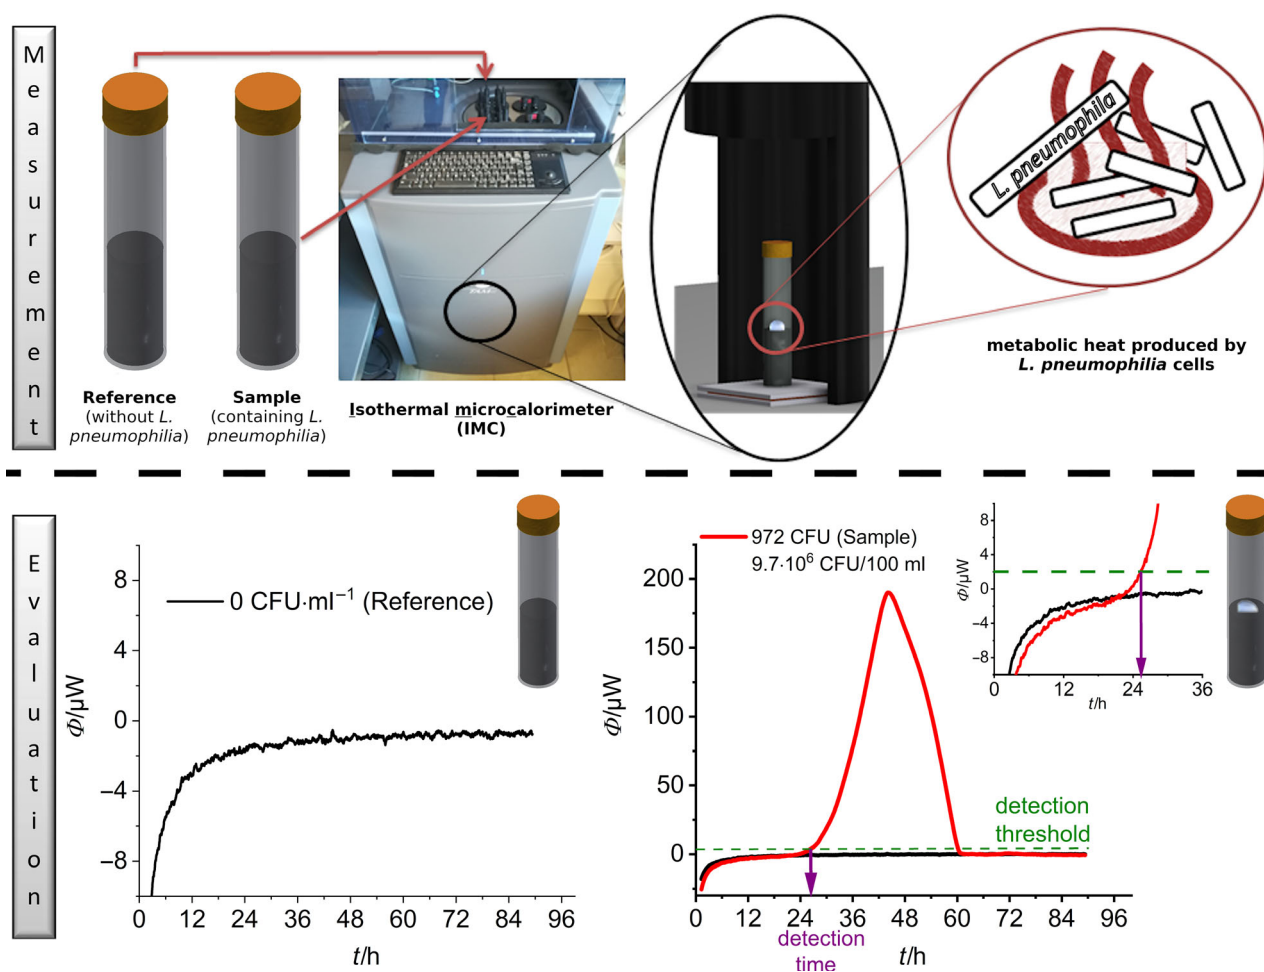 Measurement
Reference
(without L.
pneumophilia)
Sample
(containing L.
pneumophilia)
Isothermal microcalorimeter
(IMC)
L. pneumophila
metabolic heat produced by
L. pneumophilia cells
Evaluation
Φ/μW
8
4
0
−4
−8
0 CFU·ml⁻¹ (Reference)
0 12 24 36 48 60 72 84 96
t/h
Φ/μW
200
150
100
50
0
972 CFU (Sample)
9.7·10⁶ CFU/100 ml
detection
threshold
0 12 24 36 48 60 72 84 96
detection
time
t/h
Φ/μW
8
4
0
−4
−8
0 12 24 36
t/h